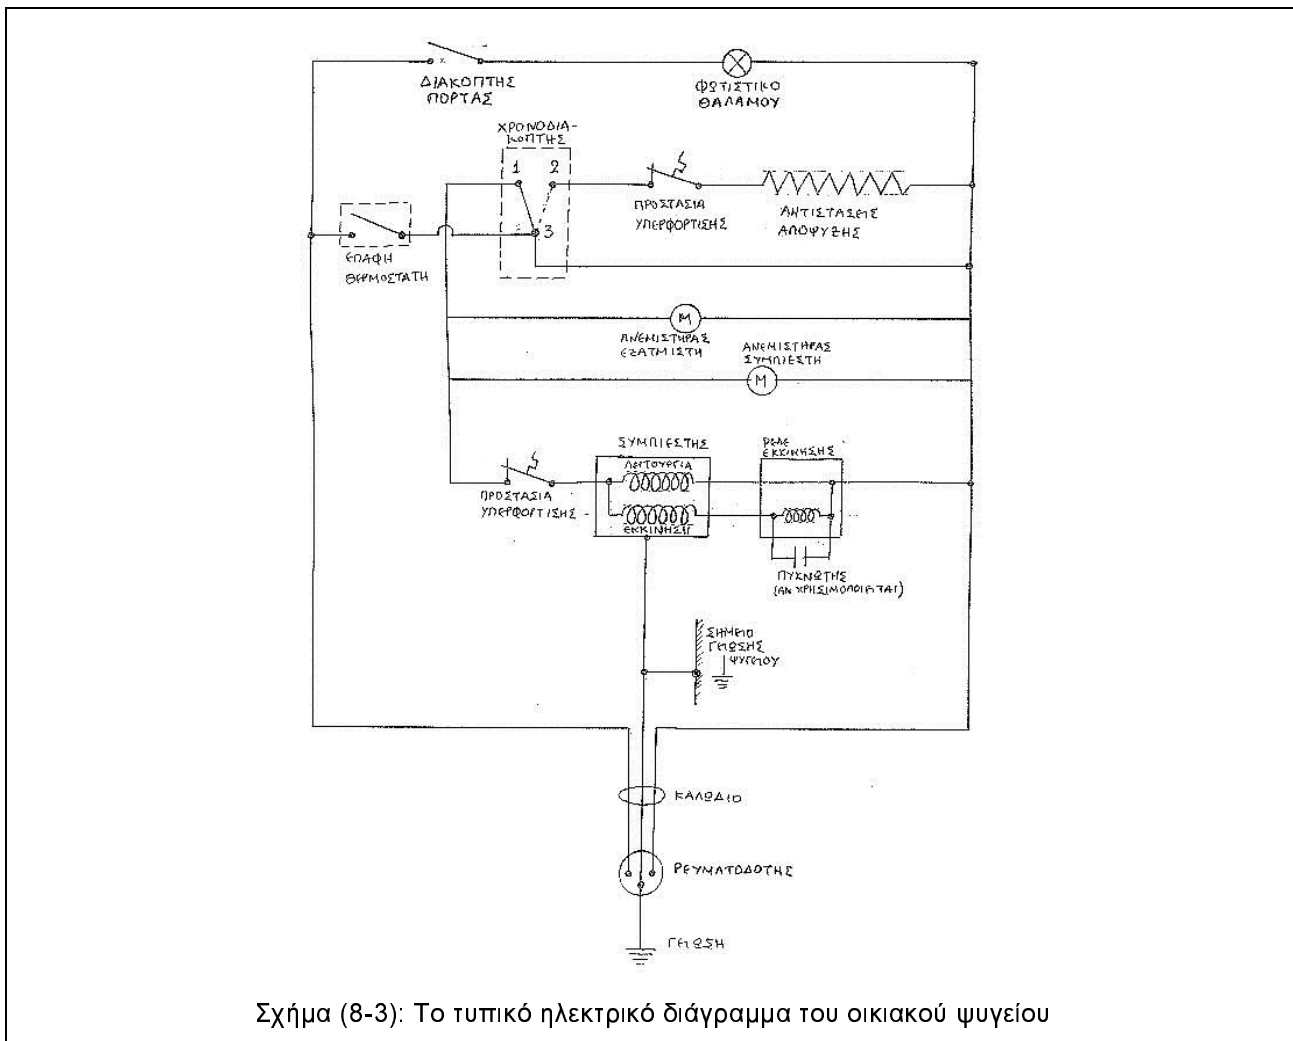 ΔΙΑΚΟΠΤΗΣ
ΠΟΡΤΑΣ
ΦΩΤΙΣΤΙΚΟ
ΘΑΛΑΜΟΥ
ΧΡΟΝΟΔΙΑ-
ΚΟΠΤΗΣ
1 2
3
ΠΡΟΣΤΑΣΙΑ
ΥΠΕΡΦΟΡΤΙΣΗΣ
ΑΝΤΙΣΤΑΣΕΙΣ
ΑΠΟΨΥΞΗΣ
ΕΠΑΦΗ
ΘΕΡΜΟΣΤΑΤΗ
M
ΑΝΕΜΙΣΤΗΡΑΣ
ΕΞΑΤΜΙΣΤΗ
ΑΝΕΜΙΣΤΗΡΑΣ
ΣΥΜΠΙΕΣΤΗ
M
ΣΥΜΠΙΕΣΤΗΣ
ΛΕΙΤΟΥΡΓΙΑ
ΕΚΚΙΝΗΣΗ
ΡΕΛΕ
ΕΚΚΙΝΗΣΗΣ
ΠΡΟΣΤΑΣΙΑ
ΥΠΕΡΦΟΡΤΙΣΗΣ
ΠΥΚΝΩΤΗΣ
(ΑΝ ΧΡΗΣΙΜΟΠΟΙΕΙΤΑΙ)
ΣΗΜΕΙΟ
ΓΕΙΩΣΗΣ
ΨΥΓΕΙΟΥ
ΚΑΛΩΔΙΟ
ΡΕΥΜΑΤΟΔΟΤΗΣ
ΓΕΙΩΣΗ
Σχήμα (8-3): Το τυπικό ηλεκτρικό διάγραμμα του οικιακού ψυγείου